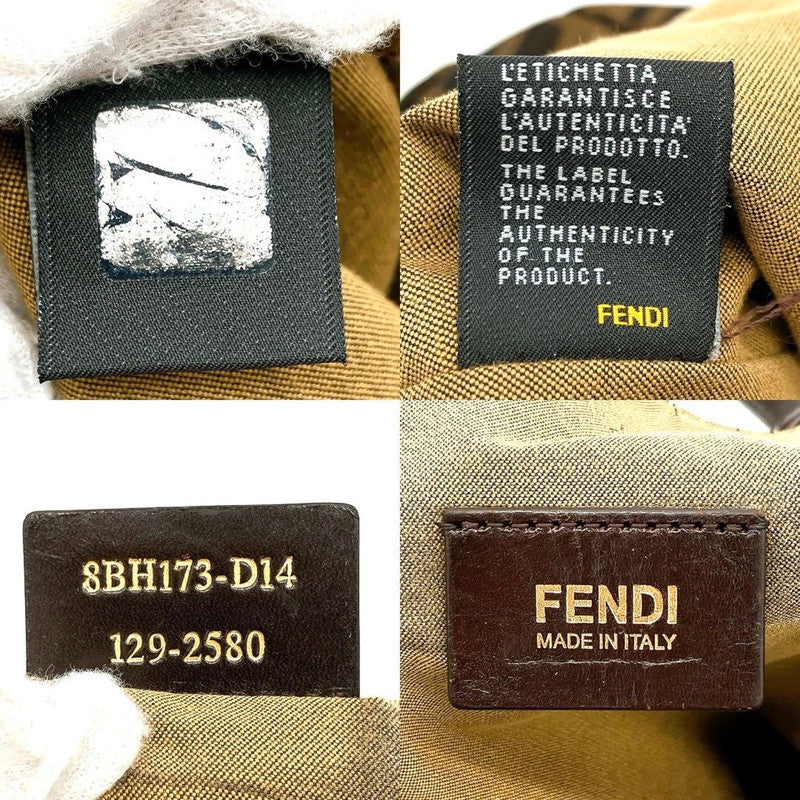 L'ETICHETTA
GARANTISCE
L'AUTENTICITA'
DEL PRODOTTO.
THE LABEL
GUARANTEES
THE
AUTHENTICITY
OF THE
PRODUCT.
FENDI
8BH173-D14
129-2580
FENDI
MADE IN ITALY